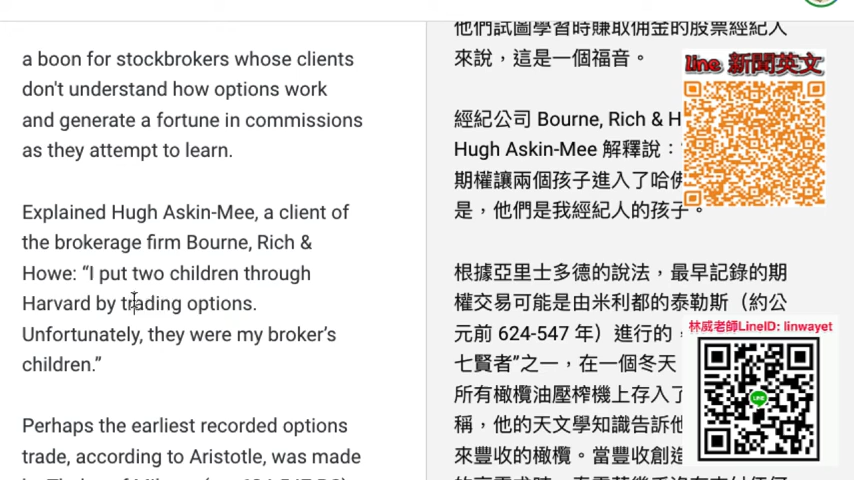 a boon for stockbrokers whose clients
don't understand how options work
and generate a fortune in commissions
as they attempt to learn.
Explained Hugh Askin-Mee, a client of
the brokerage firm Bourne, Rich &
Howe: “I put two children through
Harvard by trading options.
Unfortunately, they were my broker’s
children.”
Perhaps the earliest recorded options
trade, according to Aristotle, was made
他們試圖學習時賺取佣金的股票經紀人
來說，這是一個福音。
經紀公司 Bourne, Rich & H
Hugh Askin-Mee 解釋說：
期權讓兩個孩子進入了哈佛
是，他們是我經紀人的孩子。
根據亞里士多德的說法，最早記錄的期
權交易可能是由米利都的泰勒斯（約公
元前 624-547 年）進行的，
七賢者”之一，在一個冬天
所有橄欖油壓榨機上存入了
稱，他的天文學知識告訴他
來豐收的橄欖。當豐收創造
line 新聞英文
林威老師LineID: linwayet
LINE